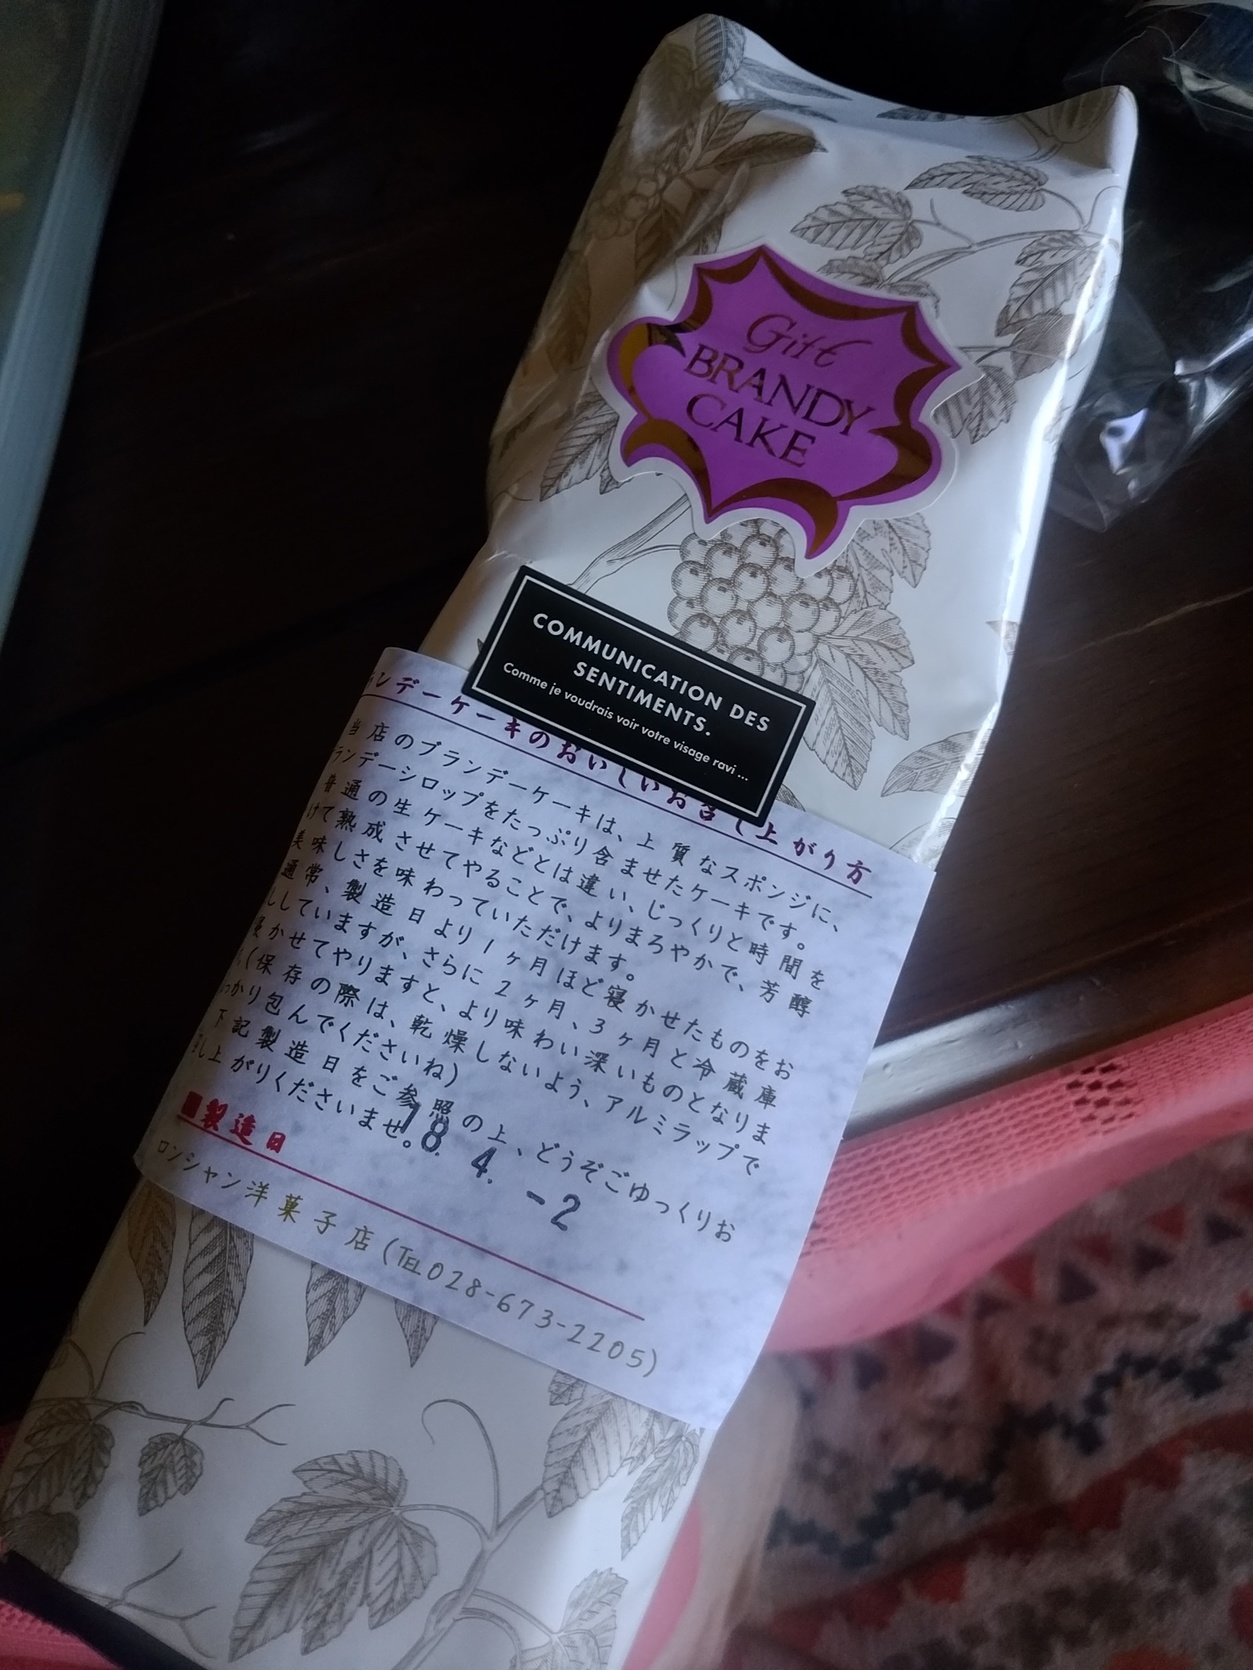 Gift
BRANDY
CAKE
COMMUNICATION DES
SENTIMENTS.
Comme je voudrais voir votre visage ravi ...
ンデーケーキのおいしいお召し上がり方
当店のブランデーケーキは、上質なスポンジに、
ランデーシロップをたっぷり含ませたケーキです。
普通の生ケーキなどとは違い、じっくりと時間を
けて熟成させてやることで、よりまろやかで、芳醇
美味しさを味わっていただけます。
通常、製造日より1ヶ月ほど寝かせたものをお
ししていますが、さらに2ヶ月、3ヶ月と冷蔵庫
寝かせてやりますと、より味わい深いものとなりま
。(保存の際は、乾燥しないよう、アルミラップで
っかり包んでくださいね)
下記製造日をご参照の上、どうぞごゆっくりお
し上がりくださいませ。
■製造日
18. 4. -2
ロンシャン洋菓子店(℡028-673-2205)